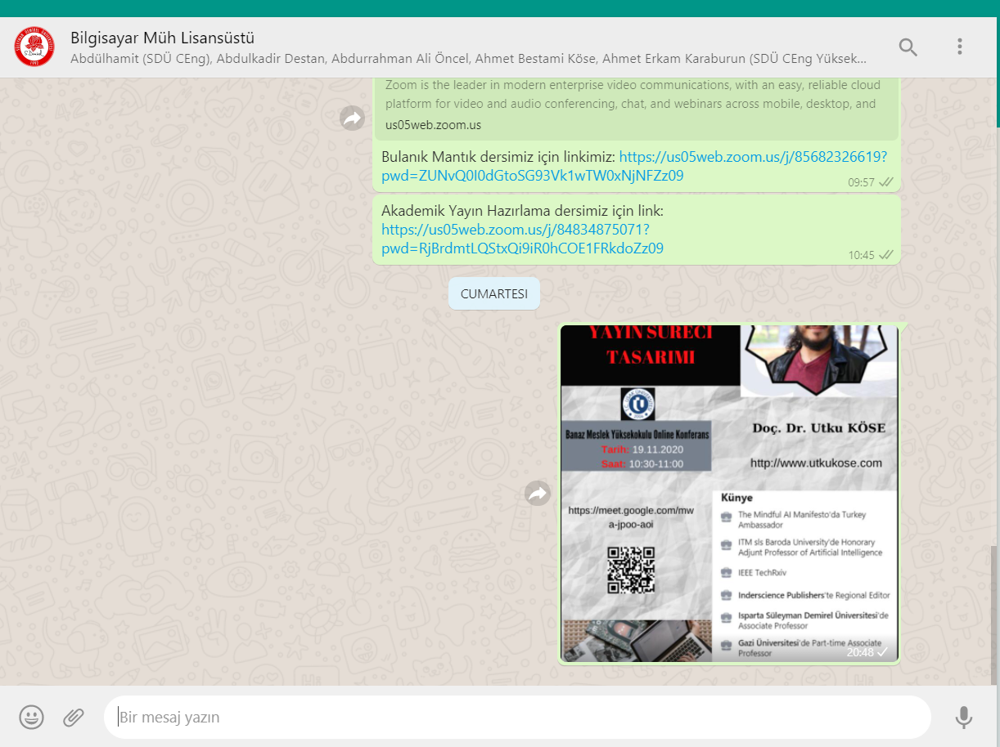 Bilgisayar Müh Lisansüstü
Abdülhamit (SDÜ CEng), Abdulkadir Destan, Abdurrahman Ali Öncel, Ahmet Bestami Köse, Ahmet Erkam Karaburun (SDÜ CEng Yüksek...
Zoom is the leader in modern enterprise video communications, with an easy, reliable cloud
platform for video and audio conferencing, chat, and webinars across mobile, desktop, and
us05web.zoom.us
Bulanık Mantık dersimiz için linkimiz: https://us05web.zoom.us/j/85682326619?
pwd=ZUNvQ0I0dGtoSG93Vk1wTW0xNjNFZz09
09:57
Akademik Yayın Hazırlama dersimiz için link:
https://us05web.zoom.us/j/84834875071?
pwd=RjBrdmtLQStxQi9iR0hCOE1FRkdoZz09
10:45
CUMARTESI
YAYIN SÜRECİ
TASARIMI
Banaz Meslek Yüksekokulu Online Konferans
Tarih: 19.11.2020
Saat: 10:30-11:00
Doç. Dr. Utku KÖSE
http://www.utkukose.com
https://meet.google.com/mw
a-jpoo-aoi
Künye
The Mindful AI Manifesto'da Turkey
Ambassador
ITM sls Baroda University'de Honorary
Adjunt Professor of Artificial Intelligence
IEEE TechRxiv
Inderscience Publishers'te Regional Editor
Isparta Süleyman Demirel Üniversitesi'de
Associate Professor
Gazi Üniversitesi'de Part-time Associate
Professor
20:48
Bir mesaj yazın